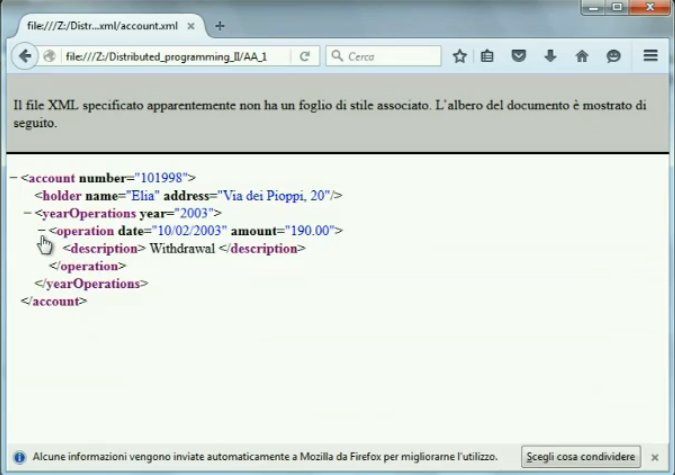 file:///Z:/Distr...xml/account.xml × +
file:///Z:/Distributed_programming_II/AA_1 Cerca
Il file XML specificato apparentemente non ha un foglio di stile associato. L'albero del documento è mostrato di
seguito.
−<account number="101998">
<holder name="Elia" address="Via dei Pioppi, 20"/>
−<yearOperations year="2003">
−<operation date="10/02/2003" amount="190.00">
<description> Withdrawal </description>
</operation>
</yearOperations>
</account>
Alcune informazioni vengono inviate automaticamente a Mozilla da Firefox per migliorarne l'utilizzo. Scegli cosa condividere ×